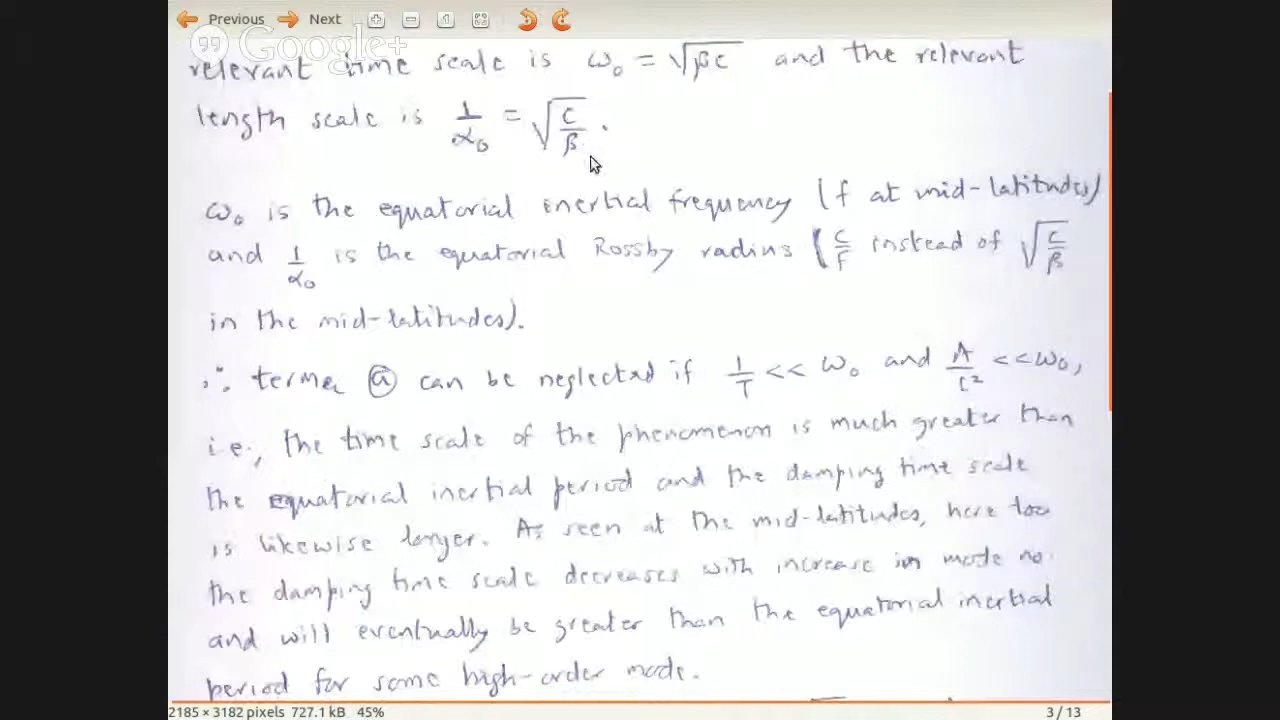 Previous Next
Google+
relevant time scale is ω₀ = √βc and the relevant
length scale is 1/α₀ = √(c/β).
ω₀ is the equatorial inertial frequency (f at mid-latitudes)
and 1/α₀ is the equatorial Rossby radius (c/f instead of √(c/β)
in the mid-latitudes).
∴ terms ⓐ can be neglected if 1/T << ω₀ and A/c² << ω₀,
i.e., the time scale of the phenomenon is much greater than
the equatorial inertial period and the damping time scale
is likewise longer. As seen at the mid-latitudes, here too
the damping time scale decreases with increase in mode no.
and will eventually be greater than the equatorial inertial
period for some high-order mode.
2185 × 3182 pixels 727.1 kB 45% 3 / 13